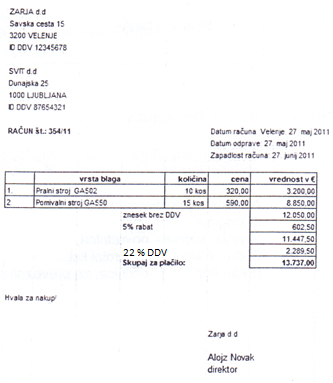 ZARJA d.d
Savska cesta 15
3200 VELENJE
ID DDV 12345678
SVIT d.d
Dunajska 25
1000 LJUBLJANA
ID DDV 87654321
RAČUN št.: 354/11
Datum računa Velenje 27 maj 2011
Datum odprave 27 maj 2011
Zapadlost računa 27 junij 2011
vrsta blaga količina cena vrednost v €
1. Pralni stroj GA502 10 kos 320,00 3.200,00
2 Pomivalni stroj GA550 15 kos 590,00 8.850,00
znesek brez DDV 12.050,00
5% rabat 602,50
11.447,50
22 % DDV 2.289,50
Skupaj za plačilo: 13.737,00
Hvala za nakup!
Zarja d.d
Alojz Novak
direktor